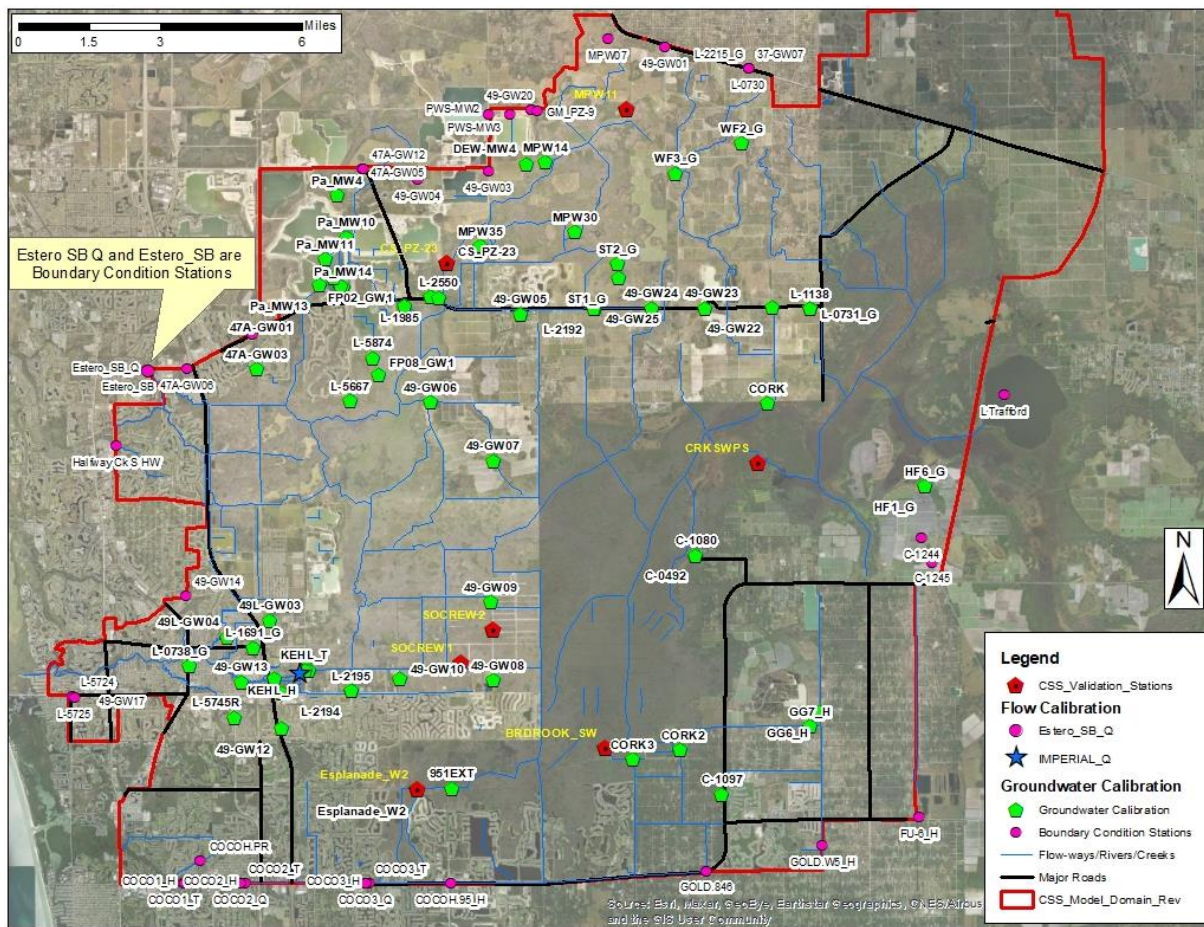 Miles
0 1.5 3 6
MPW07
49-GW01
L-2215_G
37-GW07
L-0730
49-GW20
MPW11
PWS-MW2
GM_PZ-9
PWS-MW3
WF2_G
DEW-MW4
MPW14
47A-GW12
47A-GW05
49-GW04
49-GW03
WF3_G
Pa_MW4
Pa_MW10
MPW30
MPW35
CS_PZ-23
CS_PZ-23
Estero SB Q and Estero_SB are
Boundary Condition Stations
Pa_MW11
ST2_G
Pa_MW14
L-2550
Pa_MW13
FP02_GW1
L-1985
49-GW05
ST1_G
49-GW24
49-GW23
L-1138
L-2192
49-GW25
49-GW22
L-0731_G
47A-GW01
47A-GW03
L-5874
FP08_GW1
Estero_SB_Q
Estero_SB
47A-GW06
L-5667
49-GW06
CORK
L-Trafford
Halfway Ck S HW
49-GW07
CRKSWPS
HF6_G
HF1_G
N
C-1080
C-0492
C-1244
C-1245
49-GW14
49-GW09
49L-GW03
49L-GW04
L-1691_G
SOCREW2
SOCREW1
L-0738_G
KEHL_T
49-GW13
49-GW10
49-GW08
KEHL_H
L-2195
L-5724
L-5725
49-GW17
L-5745R
L-2194
GG7_H
GG6_H
49-GW12
BRDROOK_SW
CORK3
CORK2
Esplanade_W2
951EXT
Esplanade_W2
C-1097
FU-6_H
GOLD.W5_H
COCOH.PR
COCO1_H
COCO2_H
COCO2_T
COCO3_H
COCO3_T
COCO1_T
COCO2_Q
COCO3_Q
COCOH.95_H
GOLD.846
Source: Esri, Maxar, GeoEye, Earthstar Geographics, CNES/Airbus
and the GIS User Community
Legend
CSS_Validation_Stations
Flow Calibration
Estero_SB_Q
IMPERIAL_Q
Groundwater Calibration
Groundwater Calibration
Boundary Condition Stations
Flow-ways/Rivers/Creeks
Major Roads
CSS_Model_Domain_Rev